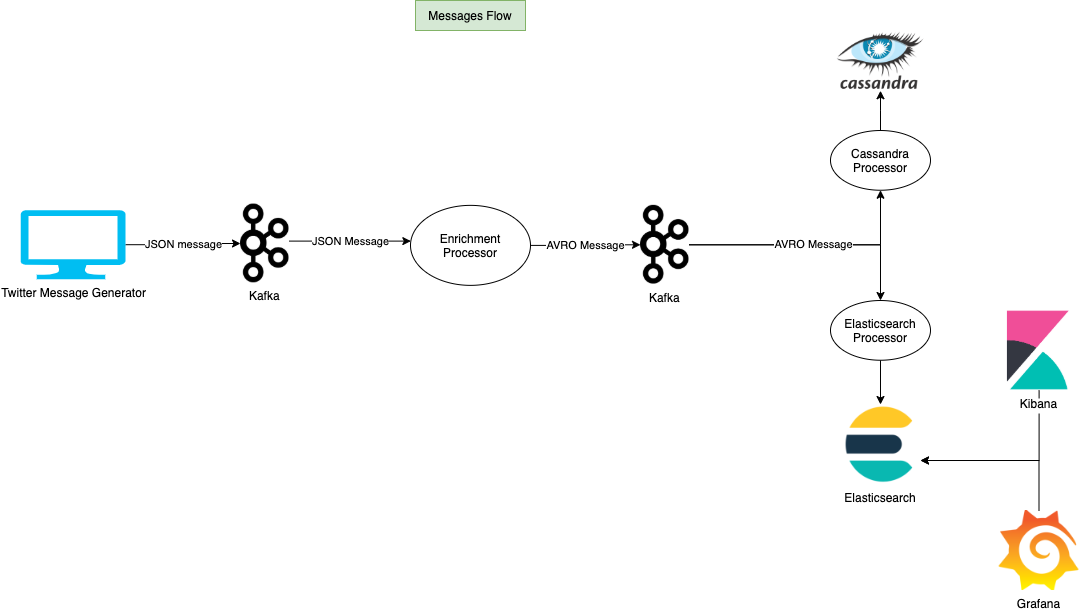 Messages Flow
cassandra
Cassandra
Processor
JSON message
JSON Message
Enrichment
Processor
AVRO Message
AVRO Message
Twitter Message Generator
Kafka
Kafka
Elasticsearch
Processor
Kibana
Elasticsearch
Grafana